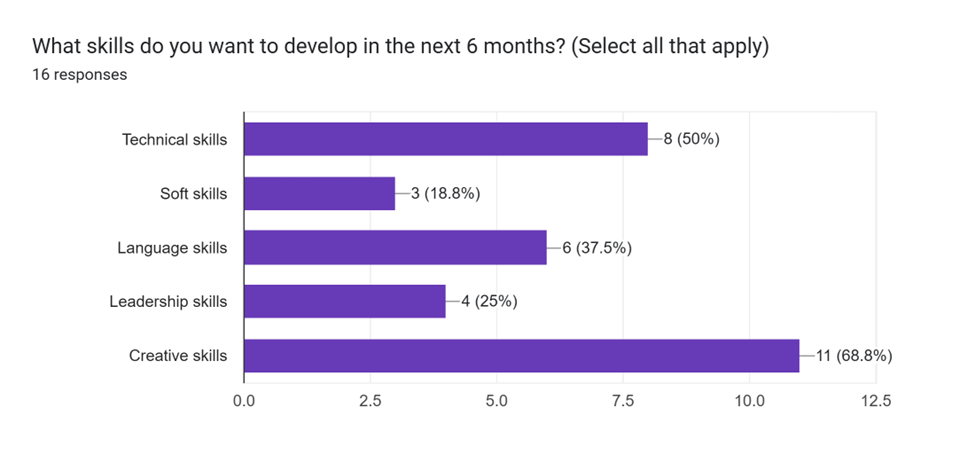 What skills do you want to develop in the next 6 months? (Select all that apply)
16 responses
Technical skills 8 (50%)
Soft skills 3 (18.8%)
Language skills 6 (37.5%)
Leadership skills 4 (25%)
Creative skills 11 (68.8%)
0.0 2.5 5.0 7.5 10.0 12.5